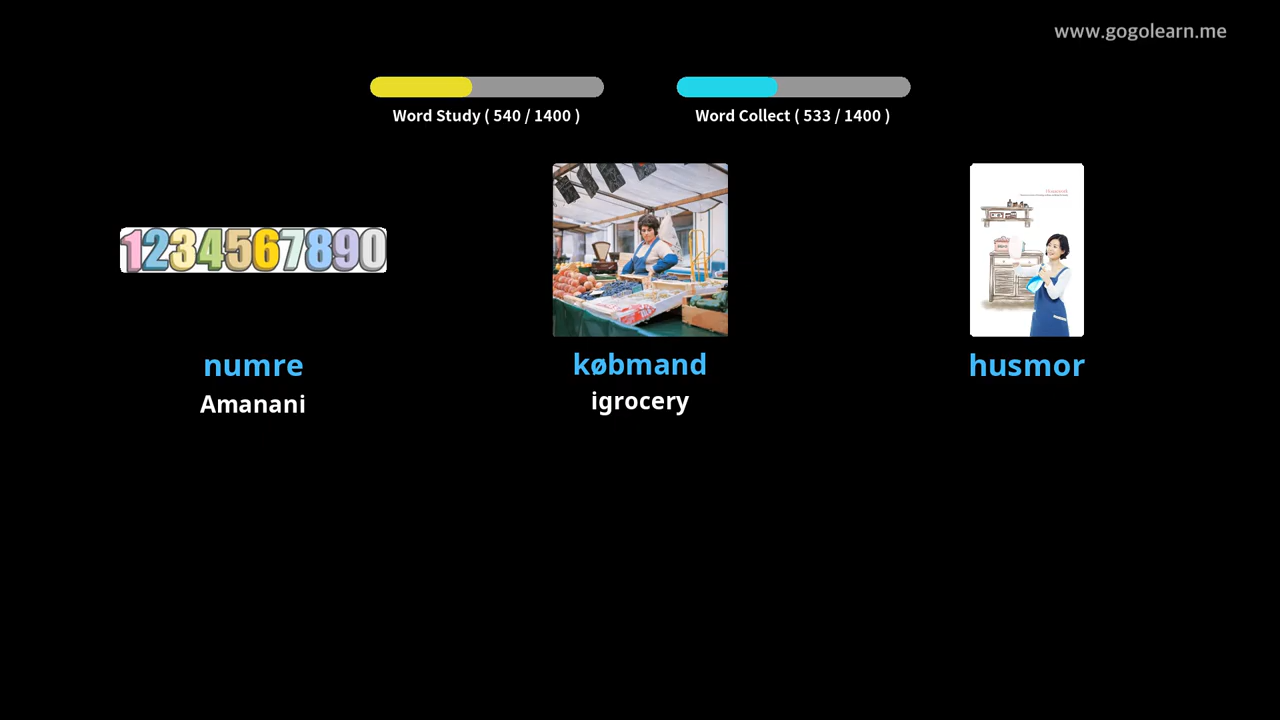 www.gogolearn.me
Word Study ( 540 / 1400 )
Word Collect ( 533 / 1400 )
1234567890
numre
Amanani
købmand
igrocery
husmor